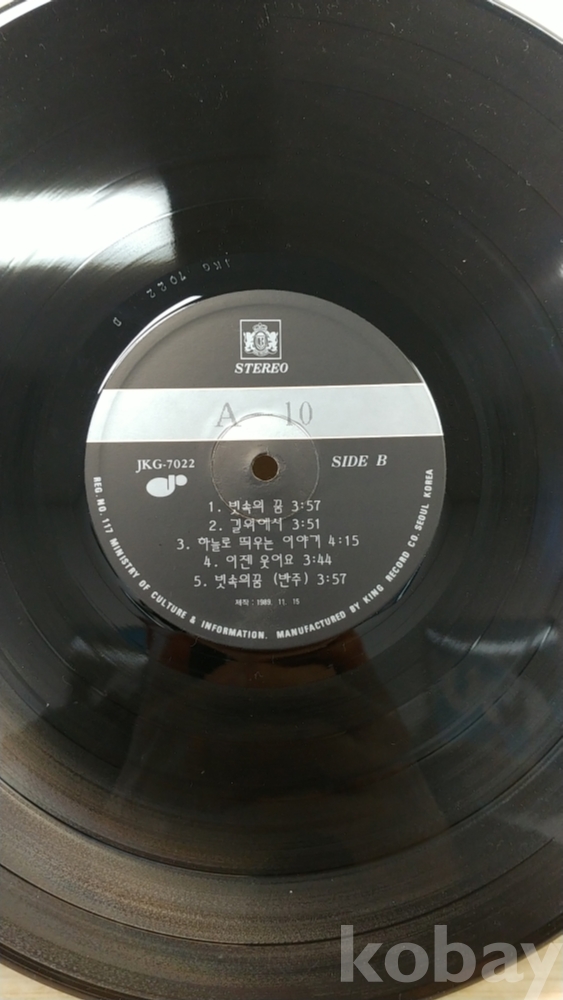 JKG 7022 D
STEREO
A - 10
JKG-7022
SIDE B
1. 빗속의 꿈 3:57
2. 길위에서 3:51
3. 하늘로 띄우는 이야기 4:15
4. 이젠 웃어요 3:44
5. 빗속의꿈 (반주) 3:57
제작 : 1989. 11. 15
REG. NO. 117 MINISTRY OF CULTURE & INFORMATION. MANUFACTURED BY KING RECORD CO. SEOUL KOREA
kobay